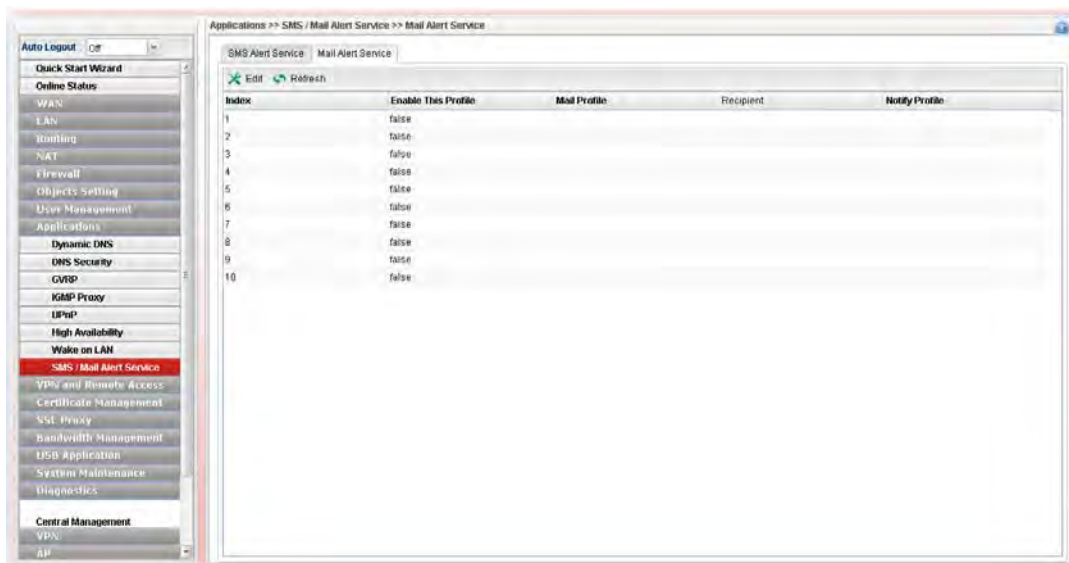 Applications >> SMS / Mail Alert Service >> Mail Alert Service
Auto Logout Off
Quick Start Wizard
Online Status
WAN
LAN
Routing
NAT
Firewall
Objects Setting
User Management
Applications
Dynamic DNS
DNS Security
GVRP
IGMP Proxy
UPnP
High Availability
Wake on LAN
SMS / Mail Alert Service
VPN and Remote Access
Certificate Management
SSL Proxy
Bandwidth Management
USB Application
System Maintenance
Diagnostics
Central Management
VPN
AP
SMS Alert Service Mail Alert Service
Edit Refresh
Index Enable This Profile Mail Profile Recipient Notify Profile
1 false
2 false
3 false
4 false
5 false
6 false
7 false
8 false
9 false
10 false